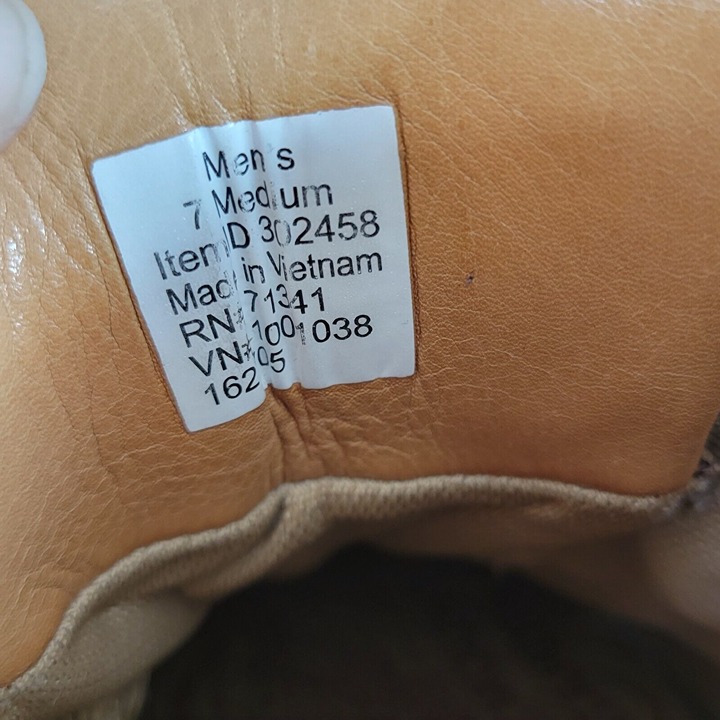 Men's
7 Medium
Item ID 302458
Made in Vietnam
RN# 71341
VN# 1001038
16205